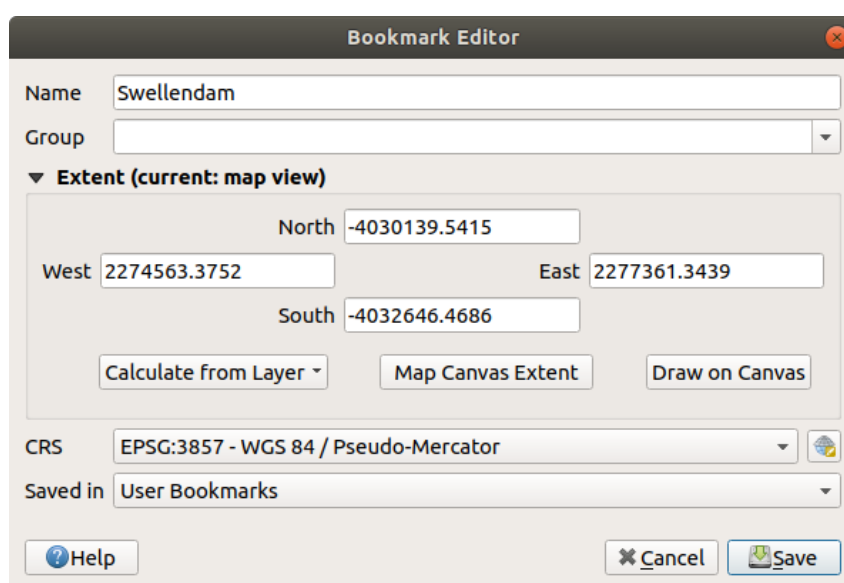 Bookmark Editor
Name Swellendam
Group
Extent (current: map view)
North -4030139.5415
West 2274563.3752 East 2277361.3439
South -4032646.4686
Calculate from Layer Map Canvas Extent Draw on Canvas
CRS EPSG:3857 - WGS 84 / Pseudo-Mercator
Saved in User Bookmarks
Help Cancel Save